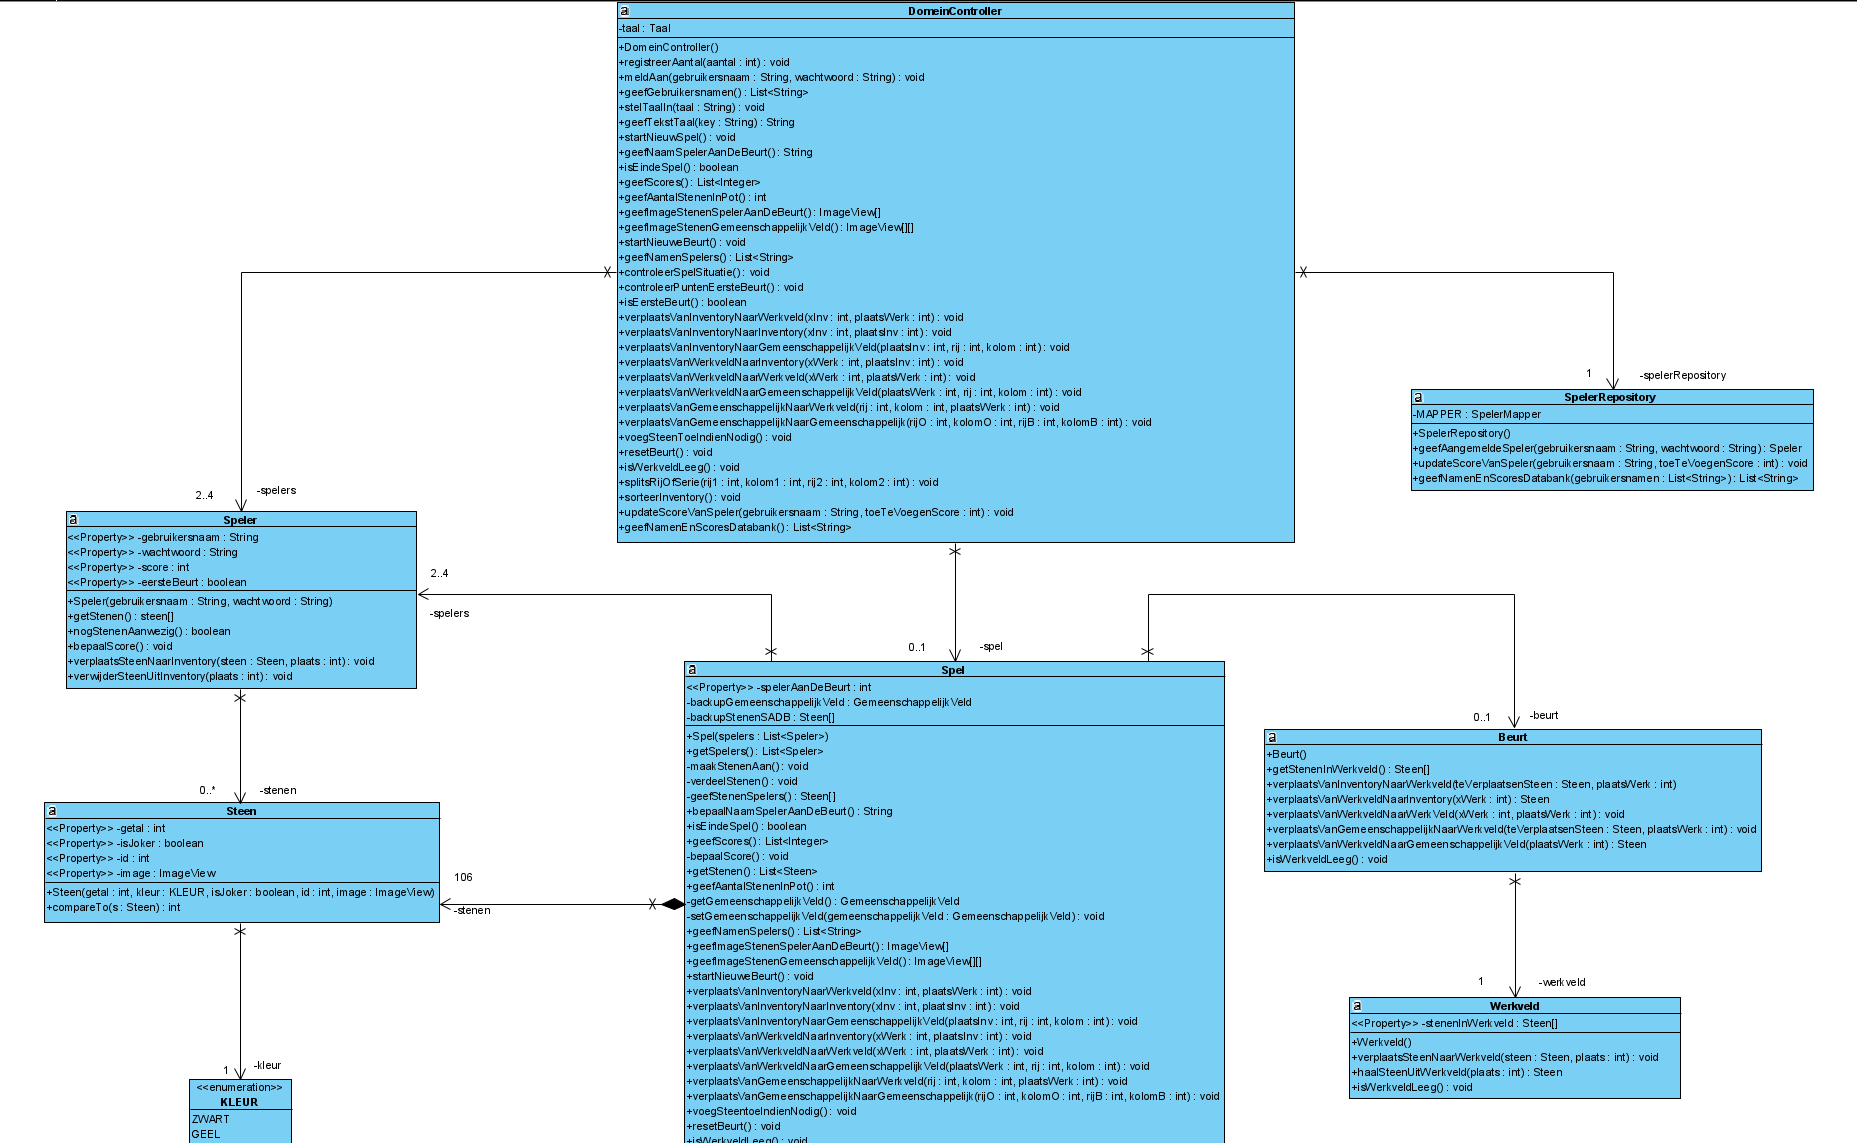 DomeinController
-taal : Taal
+DomeinController()
+registreerAantal(aantal : int) : void
+meldAan(gebruikersnaam : String, wachtwoord : String) : void
+geefGebruikersnamen() : List<String>
+stelTaalIn(taal : String) : void
+geefTekstTaal(key : String) : String
+startNieuwSpel() : void
+geefNaamSpelerAanDeBeurt() : String
+isEindeSpel() : boolean
+geefScores() : List<Integer>
+geefAantalStenenInPot() : int
+geefImageStenenSpelerAanDeBeurt() : ImageView[]
+geefImageStenenGemeenschappelijkVeld() : ImageView[][]
+startNieuweBeurt() : void
+geefNamenSpelers() : List<String>
+controleerSpelSituatie() : void
+controleerPuntenEersteBeurt() : void
+isEersteBeurt() : boolean
+verplaatsVanInventoryNaarWerkveld(xInv : int, plaatsWerk : int) : void
+verplaatsVanInventoryNaarInventory(xInv : int, plaatsInv : int) : void
+verplaatsVanInventoryNaarGemeenschappelijkVeld(plaatsInv : int, rij : int, kolom : int) : void
+verplaatsVanWerkveldNaarInventory(xWerk : int, plaatsInv : int) : void
+verplaatsVanWerkveldNaarWerkveld(xWerk : int, plaatsWerk : int) : void
+verplaatsVanWerkveldNaarGemeenschappelijkVeld(plaatsWerk : int, rij : int, kolom : int) : void
+verplaatsVanGemeenschappelijkNaarWerkveld(rij : int, kolom : int, plaatsWerk : int) : void
+verplaatsVanGemeenschappelijkNaarGemeenschappelijk(rijO : int, kolomO : int, rijB : int, kolomB : int) : void
+voegSteenToeIndienNodig() : void
+resetBeurt() : void
+isWerkveldLeeg() : void
+splitsRijOfSerie(rij1 : int, kolom1 : int, rij2 : int, kolom2 : int) : void
+sorteerInventory() : void
+updateScoreVanSpeler(gebruikersnaam : String, toeTeVoegenScore : int) : void
+geefNamenEnScoresDatabank() : List<String>
1
-spelerRepository
SpelerRepository
-MAPPER : SpelerMapper
+SpelerRepository()
+geefAangemeldeSpeler(gebruikersnaam : String, wachtwoord : String) : Speler
+updateScoreVanSpeler(gebruikersnaam : String, toeTeVoegenScore : int) : void
+geefNamenEnScoresDatabank(gebruikersnamen : List<String>) : List<String>
2..4
-spelers
Speler
<<Property>> -gebruikersnaam : String
<<Property>> -wachtwoord : String
<<Property>> -score : int
<<Property>> -eersteBeurt : boolean
+Speler(gebruikersnaam : String, wachtwoord : String)
+getStenen() : steen[]
+nogStenenAanwezig() : boolean
+bepaalScore() : void
+verplaatsSteenNaarInventory(steen : Steen, plaats : int) : void
+verwijderSteenUitInventory(plaats : int) : void
2..4
-spelers
0..1
-spel
Spel
<<Property>> -spelerAanDeBeurt : int
-backupGemeenschappelijkVeld : GemeenschappelijkVeld
-backupStenenSADB : Steen[]
+Spel(spelers : List<Speler>)
+getSpelers() : List<Speler>
-maakStenenAan() : void
-verdeelStenen() : void
-geefStenenSpelers() : Steen[]
+bepaalNaamSpelerAanDeBeurt() : String
+isEindeSpel() : boolean
+geefScores() : List<Integer>
-bepaalScore() : void
+getStenen() : List<Steen>
+geefAantalStenenInPot() : int
-getGemeenschappelijkVeld() : GemeenschappelijkVeld
-setGemeenschappelijkVeld(gemeenschappelijkVeld : GemeenschappelijkVeld) : void
+geefNamenSpelers() : List<String>
+geefImageStenenSpelerAanDeBeurt() : ImageView[]
+geefImageStenenGemeenschappelijkVeld() : ImageView[][]
+startNieuweBeurt() : void
+verplaatsVanInventoryNaarWerkveld(xInv : int, plaatsWerk : int) : void
+verplaatsVanInventoryNaarInventory(xInv : int, plaatsInv : int) : void
+verplaatsVanInventoryNaarGemeenschappelijkVeld(plaatsInv : int, rij : int, kolom : int) : void
+verplaatsVanWerkveldNaarInventory(xWerk : int, plaatsInv : int) : void
+verplaatsVanWerkveldNaarWerkveld(xWerk : int, plaatsWerk : int) : void
+verplaatsVanWerkveldNaarGemeenschappelijkVeld(plaatsWerk : int, rij : int, kolom : int) : void
+verplaatsVanGemeenschappelijkNaarWerkveld(rij : int, kolom : int, plaatsWerk : int) : void
+verplaatsVanGemeenschappelijkNaarGemeenschappelijk(rijO : int, kolomO : int, rijB : int, kolomB : int) : void
+voegSteentoeIndienNodig() : void
+resetBeurt() : void
+isWerkveldLeeg() : void
0..1
-beurt
Beurt
+Beurt()
+getStenenInWerkveld() : Steen[]
+verplaatsVanInventoryNaarWerkveld(teVerplaatsenSteen : Steen, plaatsWerk : int)
+verplaatsVanWerkveldNaarInventory(xWerk : int) : Steen
+verplaatsVanWerkveldNaarWerkVeld(xWerk : int, plaatsWerk : int) : void
+verplaatsVanGemeenschappelijkNaarWerkveld(teVerplaatsenSteen : Steen, plaatsWerk : int) : void
+verplaatsVanWerkveldNaarGemeenschappelijkVeld(plaatsWerk : int) : Steen
+isWerkveldLeeg() : void
1
-werkveld
Werkveld
<<Property>> -stenenInWerkveld : Steen[]
+Werkveld()
+verplaatsSteenNaarWerkveld(steen : Steen, plaats : int) : void
+haalSteenUitWerkveld(plaats : int) : Steen
+isWerkveldLeeg() : void
0..*
-stenen
Steen
<<Property>> -getal : int
<<Property>> -isJoker : boolean
<<Property>> -id : int
<<Property>> -image : ImageView
+Steen(getal : int, kleur : KLEUR, isJoker : boolean, id : int, image : ImageView)
+compareTo(s : Steen) : int
106
-stenen
1
-kleur
<<enumeration>>
KLEUR
ZWART
GEEL